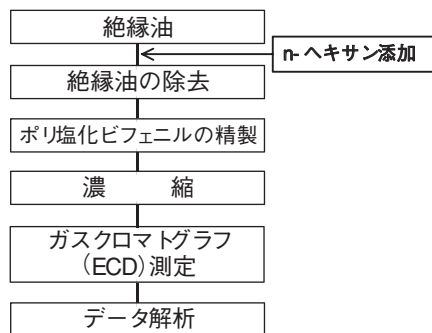 絶縁油
n-ヘキサン添加
絶縁油の除去
ポリ塩化ビフェニルの精製
濃　縮
ガスクロマトグラフ
(ECD)測定
データ解析